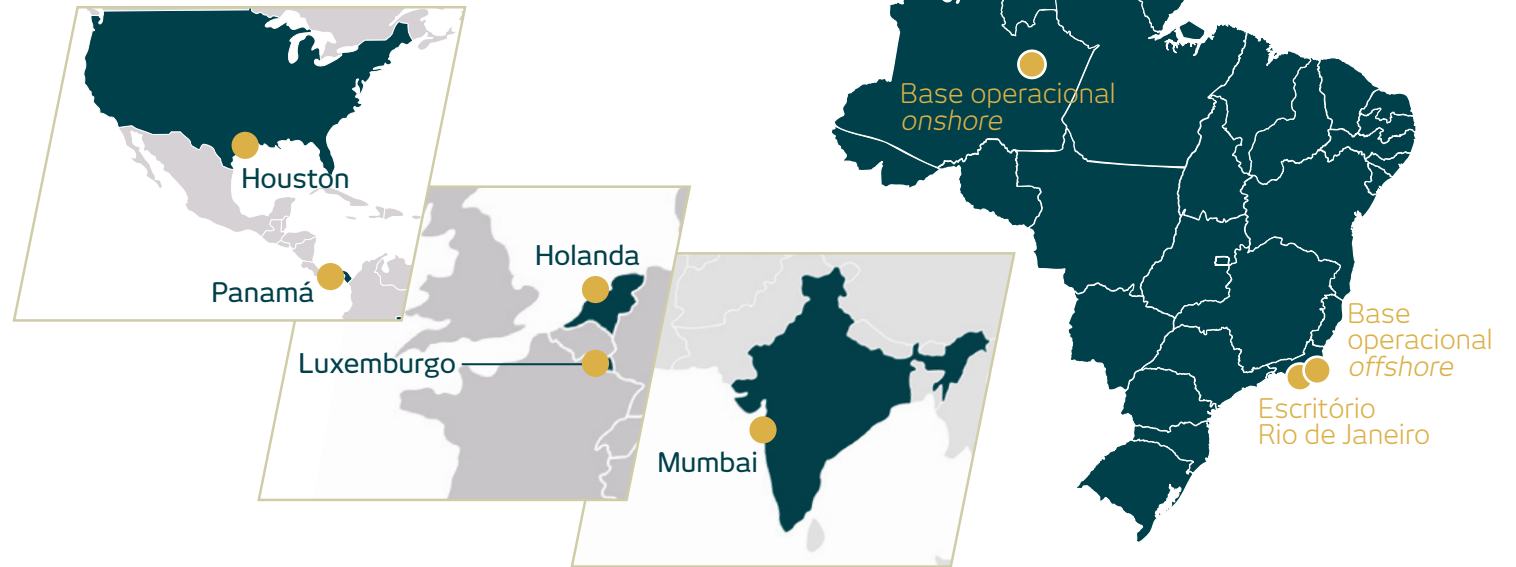 Houston
Panamá
Holanda
Luxemburgo
Mumbai
Base operacional
onshore
Base
operacional
offshore
Escritório
Rio de Janeiro